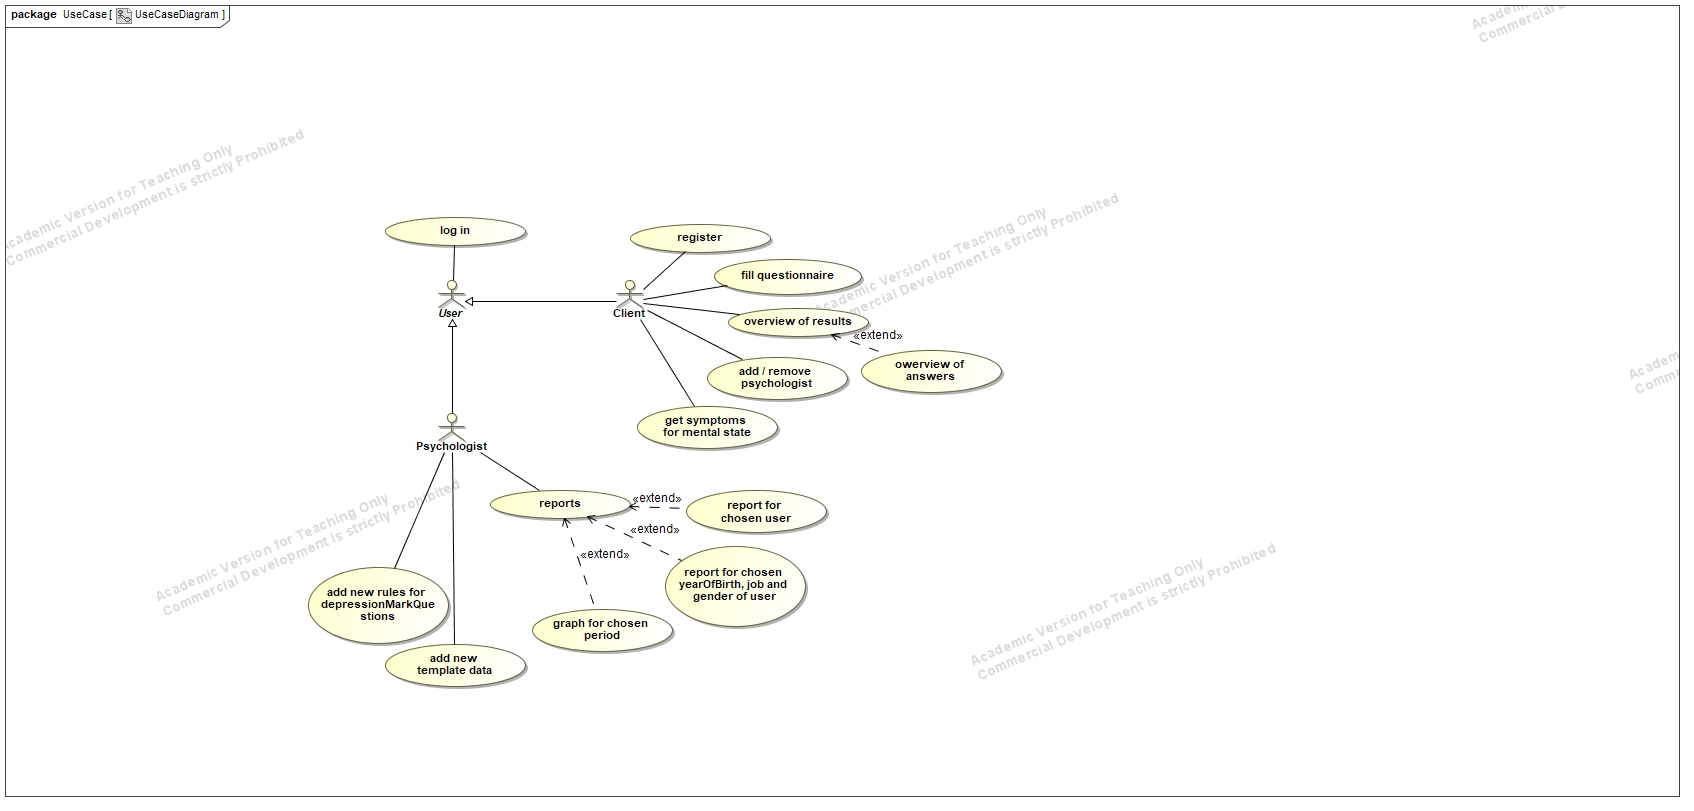 package UseCase [ UseCaseDiagram ]
Academic Version for Teaching Only
Commercial Development is strictly Prohibited
Academic Version for Teaching Only
Commercial Development is strictly Prohibited
log in
register
fill questionnaire
User
Client
overview of results
«extend»
owerview of
answers
add / remove
psychologist
get symptoms
for mental state
Psychologist
reports
«extend»
report for
chosen user
«extend»
«extend»
report for chosen
yearOfBirth, job and
gender of user
add new rules for
depressionMarkQue
stions
graph for chosen
period
add new
template data
Academic Version for Teaching Only
Commercial Development is strictly Prohibited
Academic Version for Teaching Only
Commercial Development is strictly Prohibited